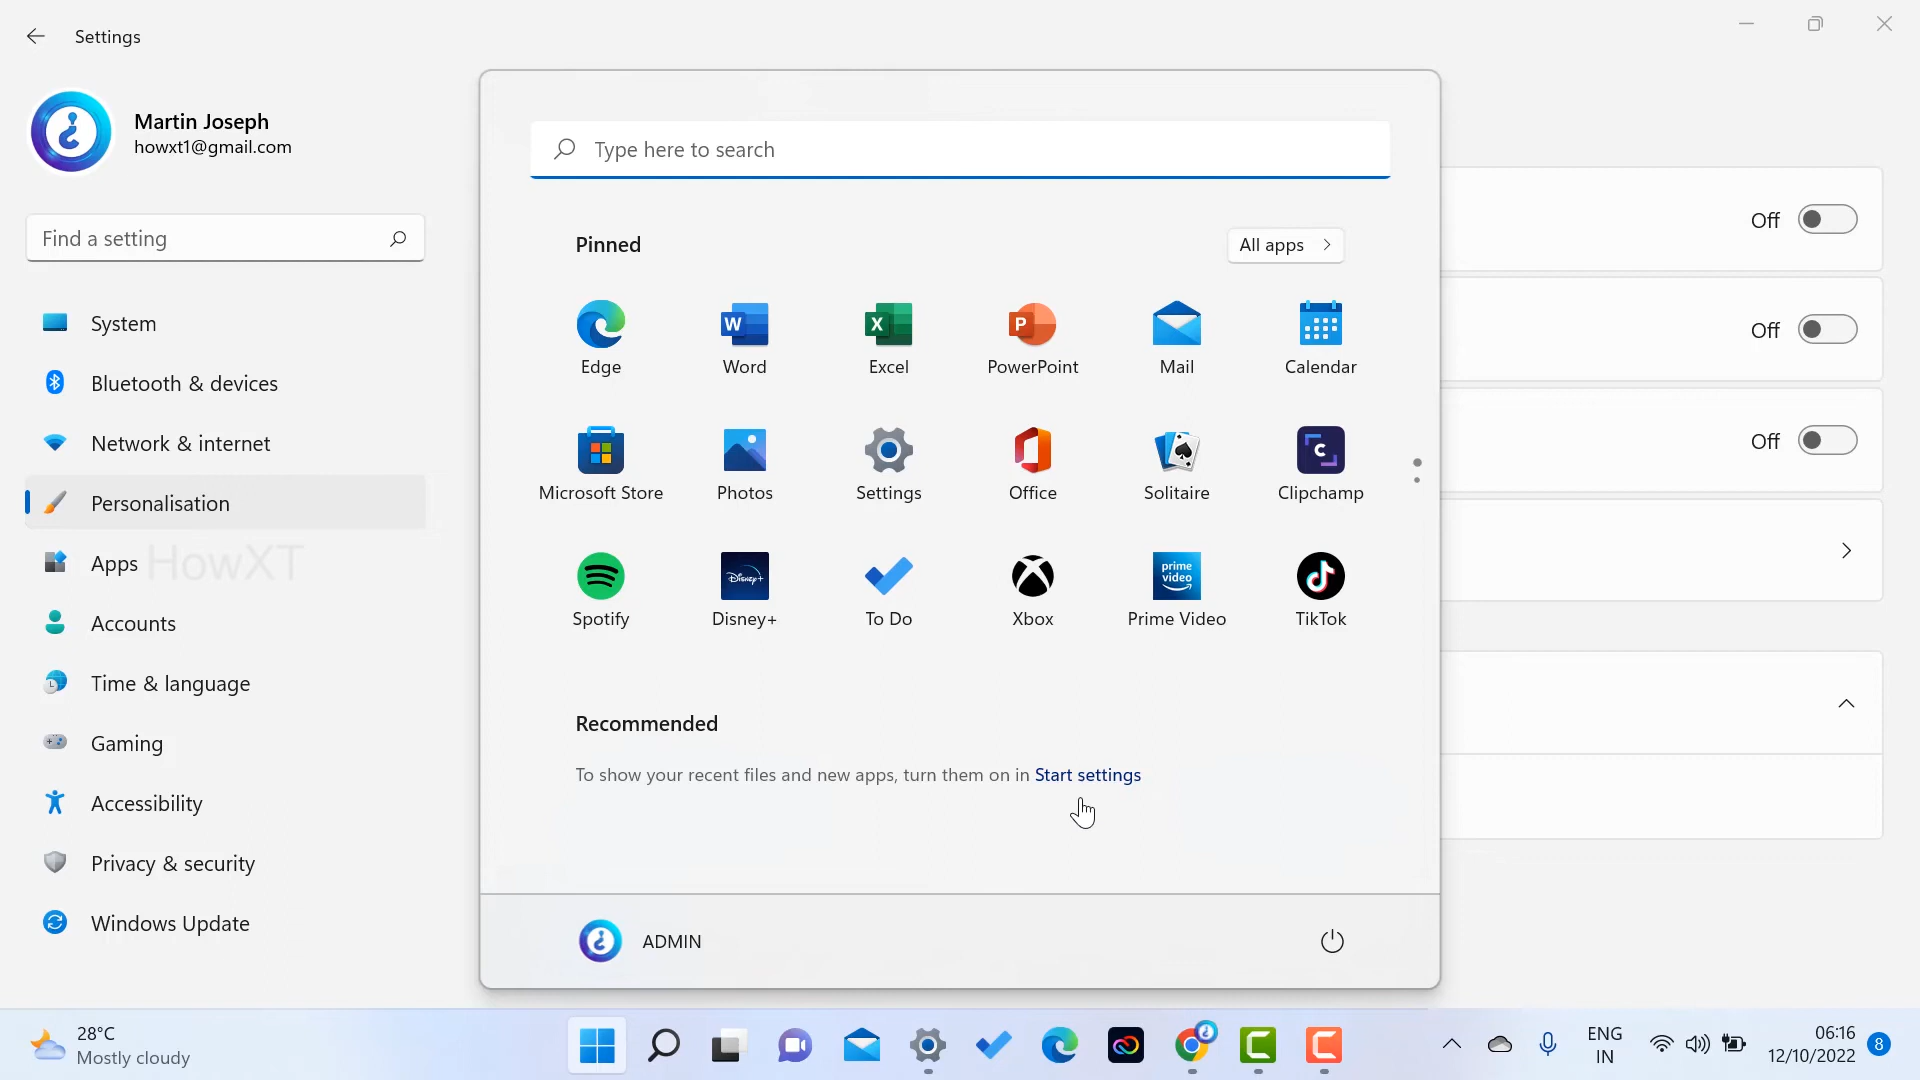 Settings
Martin Joseph
howxt1@gmail.com
Find a setting
System
Bluetooth & devices
Network & internet
Personalisation
Apps
HowXT
Accounts
Time & language
Gaming
Accessibility
Privacy & security
Windows Update
Type here to search
Pinned
All apps
Edge
Word
Excel
PowerPoint
Mail
Calendar
Microsoft Store
Photos
Settings
Office
Solitaire
Clipchamp
Spotify
Disney+
To Do
Xbox
prime
video
Prime Video
TikTok
Recommended
To show your recent files and new apps, turn them on in Start settings
ADMIN
Off
Off
Off
28°C
Mostly cloudy
ENG
IN
06:16
12/10/2022
8